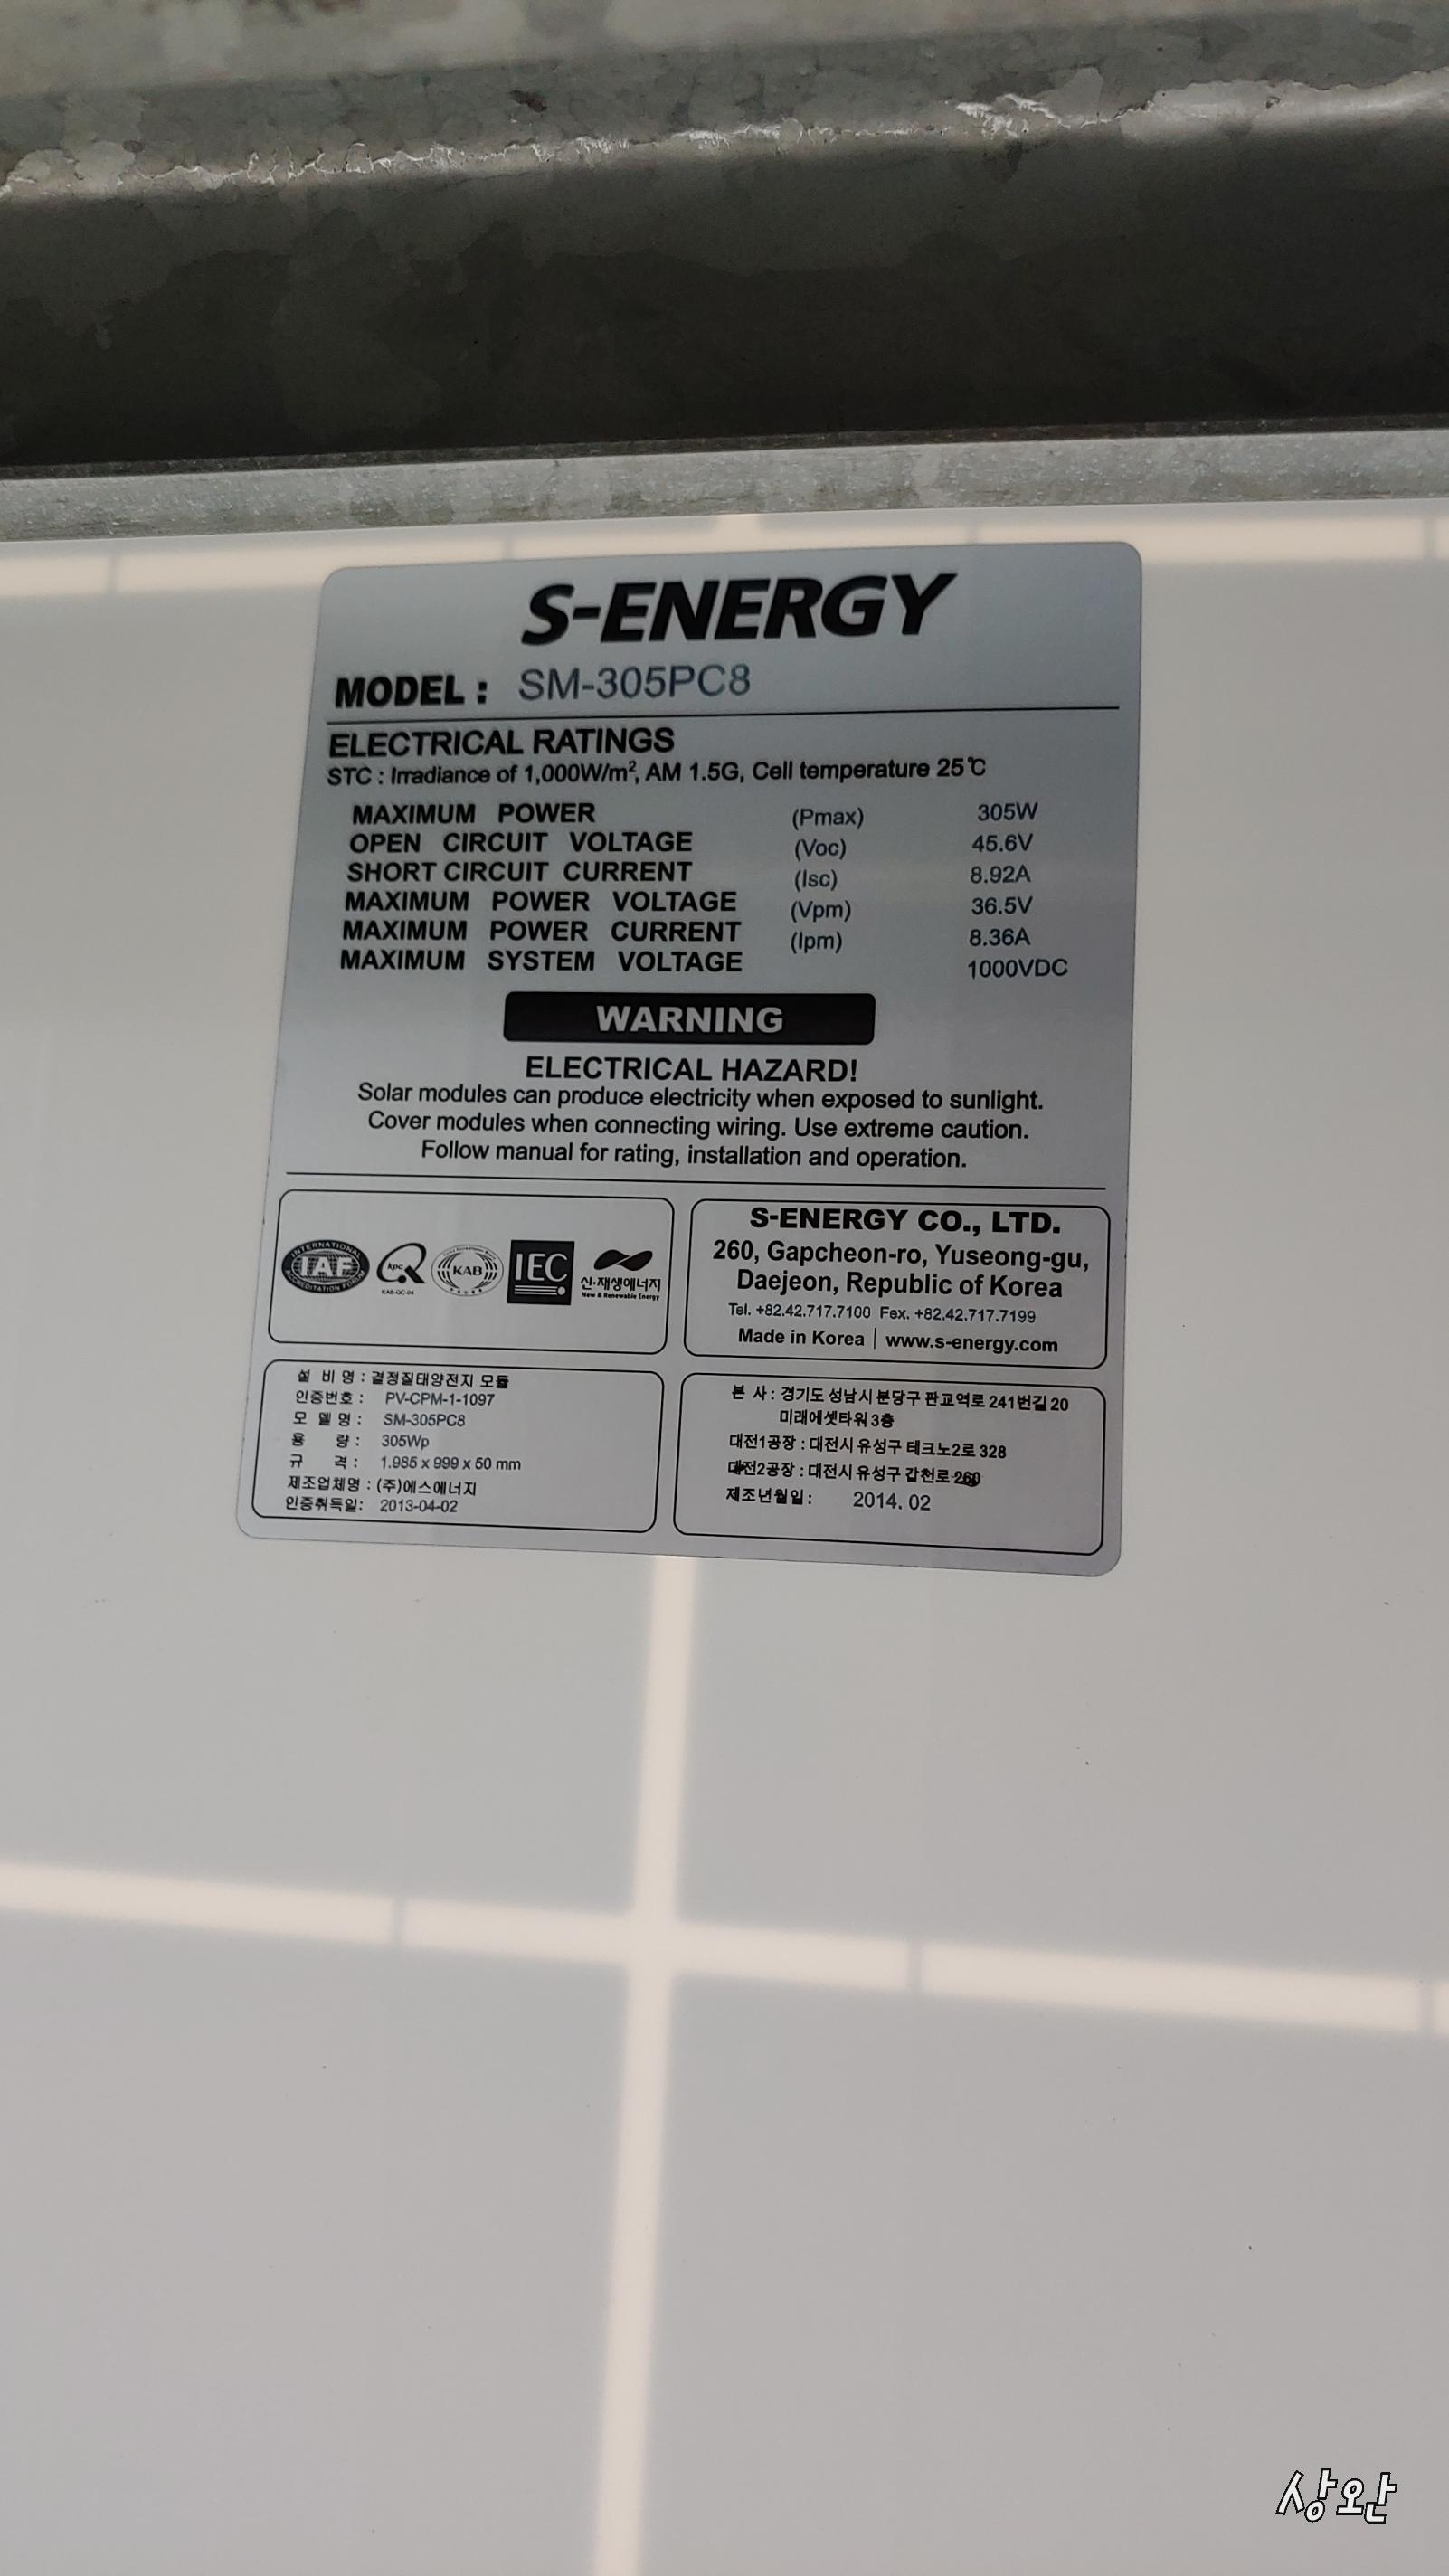 S-ENERGY
MODEL : SM-305PC8
ELECTRICAL RATINGS
STC : Irradiance of 1,000W/m², AM 1.5G, Cell temperature 25℃
MAXIMUM POWER (Pmax) 305W
OPEN CIRCUIT VOLTAGE (Voc) 45.6V
SHORT CIRCUIT CURRENT (Isc) 8.92A
MAXIMUM POWER VOLTAGE (Vpm) 36.5V
MAXIMUM POWER CURRENT (Ipm) 8.36A
MAXIMUM SYSTEM VOLTAGE 1000VDC
WARNING
ELECTRICAL HAZARD!
Solar modules can produce electricity when exposed to sunlight.
Cover modules when connecting wiring. Use extreme caution.
Follow manual for rating, installation and operation.
INTERNATIONAL
IAF
ACCREDITATION FORUM
kpc
KAB-QC-04
KAB
IEC
신·재생에너지
New & Renewable Energy
S-ENERGY CO., LTD.
260, Gapcheon-ro, Yuseong-gu,
Daejeon, Republic of Korea
Tel. +82.42.717.7100 Fex. +82.42.717.7199
Made in Korea | www.s-energy.com
설 비 명 : 결정질태양전지 모듈
인증번호 : PV-CPM-1-1097
모 델 명 : SM-305PC8
용 량 : 305Wp
규 격 : 1.985 x 999 x 50 mm
제조업체명 : (주)에스에너지
인증취득일: 2013-04-02
본 사 : 경기도 성남시 분당구 판교역로 241번길 20
미래에셋타워 3층
대전1공장 : 대전시 유성구 테크노2로 328
대전2공장 : 대전시 유성구 갑천로 260
제조년월일 : 2014. 02
상오안